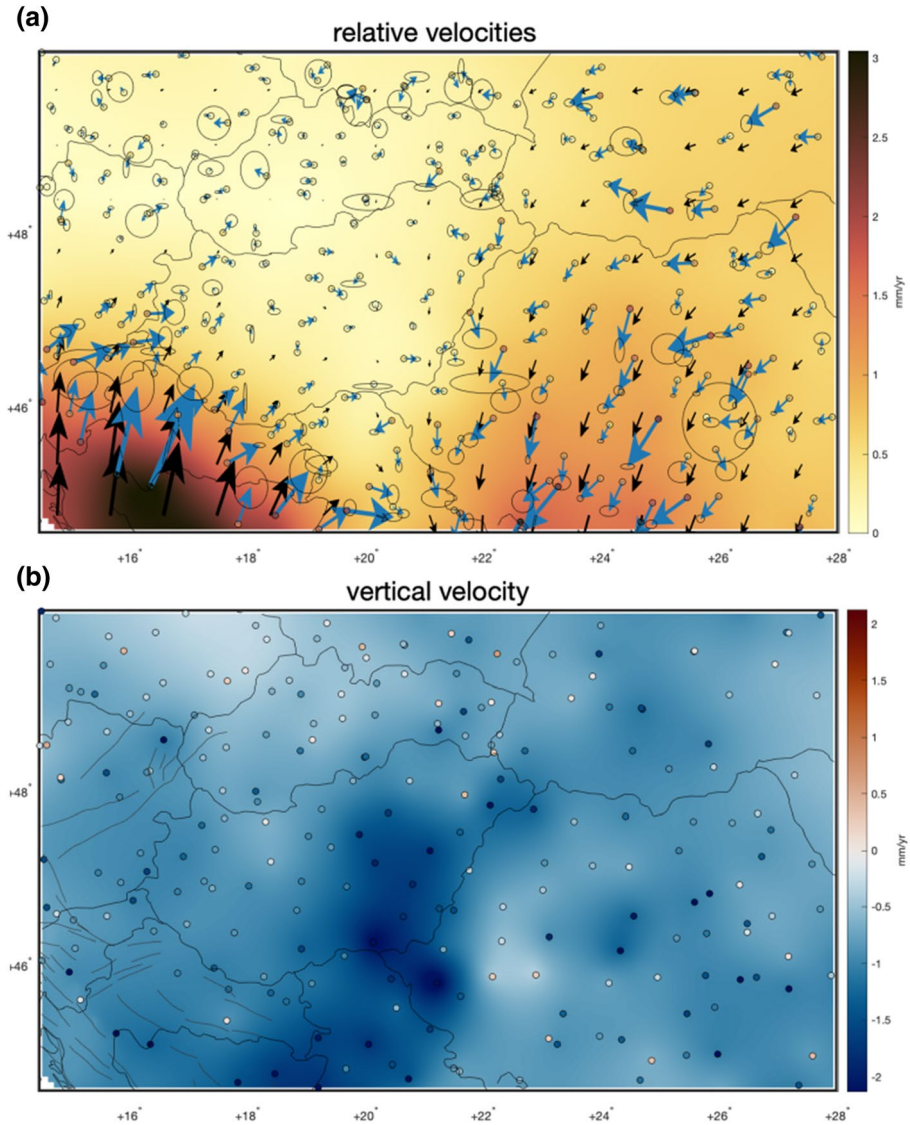 (a)
relative velocities
3
2.5
2
1.5
1
0.5
0
mm/yr
+48°
+46°
+16° +18° +20° +22° +24° +26° +28°
(b)
vertical velocity
2
1.5
1
0.5
0
-0.5
-1
-1.5
-2
mm/yr
+48°
+46°
+16° +18° +20° +22° +24° +26° +28°